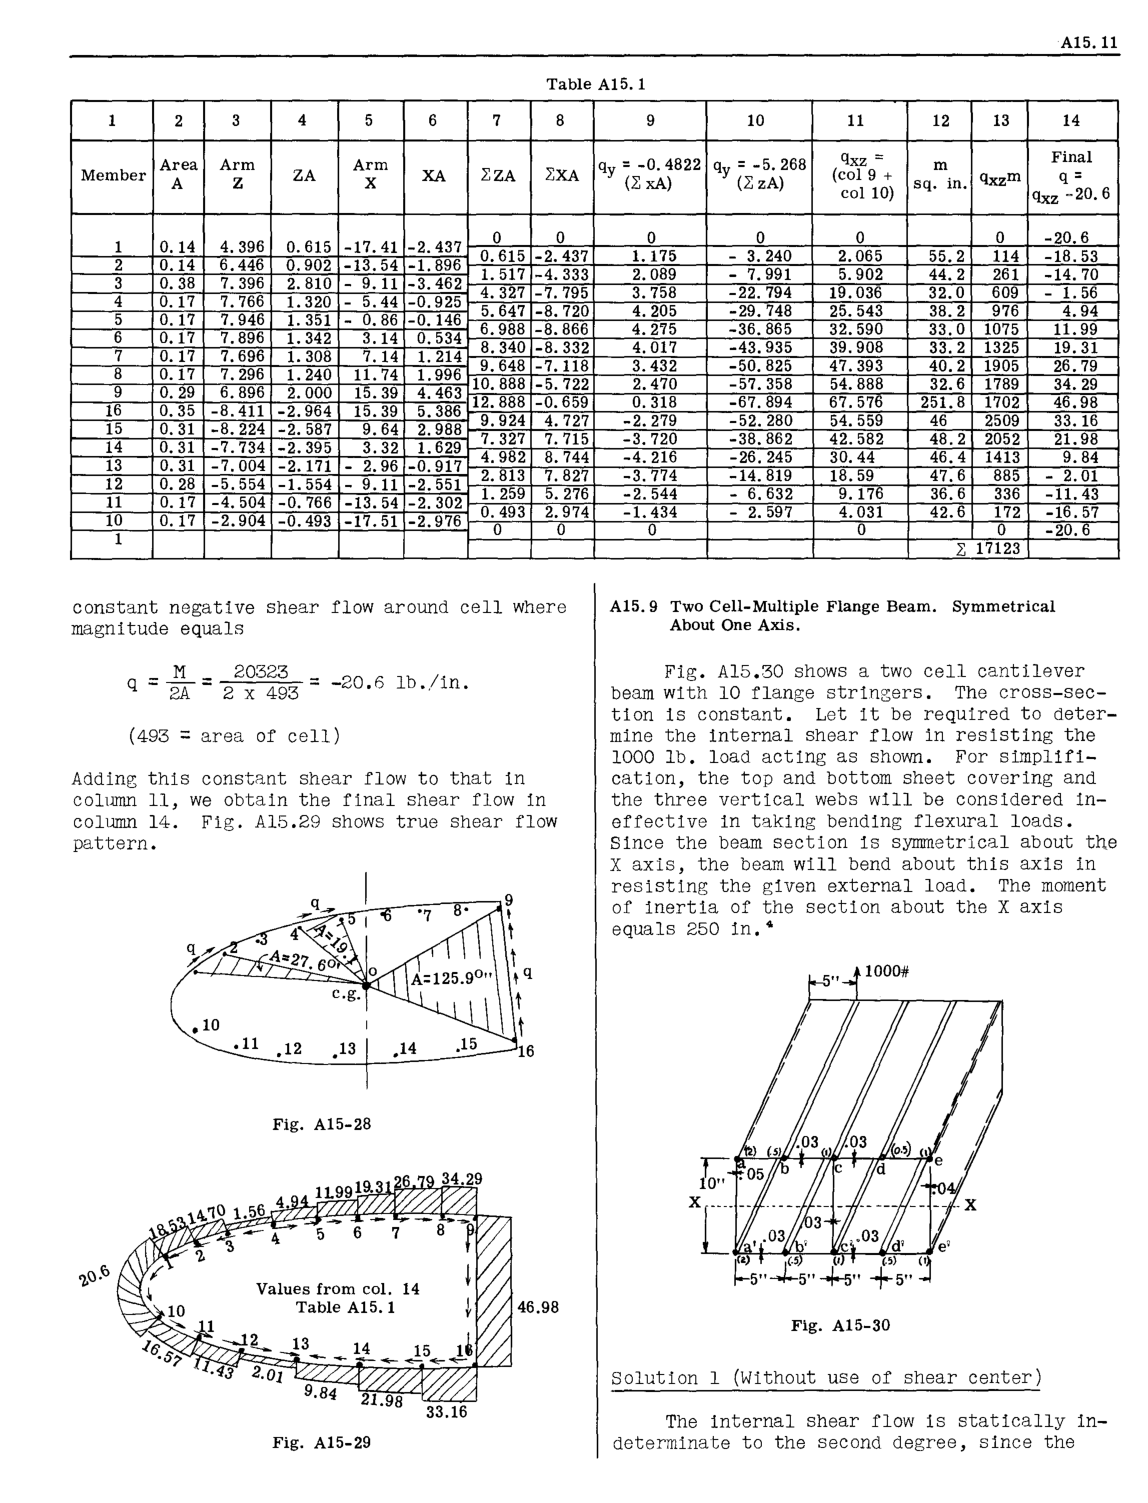 A15.11
Table A15.1
1 2 3 4 5 6 7 8 9 10 11 12 13 14
Member Area A Arm Z ZA Arm X XA ΣZA ΣXA qy = -0.4822 (Σ xA) qy = -5.268 (Σ zA) qxz = (col 9 + col 10) m sq. in. qxzm Final q = qxz -20.6
0 0 0 0 0 0 -20.6
1 0.14 4.396 0.615 -17.41 -2.437
0.615 -2.437 1.175 - 3.240 2.065 55.2 114 -18.53
2 0.14 6.446 0.902 -13.54 -1.896
1.517 -4.333 2.089 - 7.991 5.902 44.2 261 -14.70
3 0.38 7.396 2.810 - 9.11 -3.462
4.327 -7.795 3.758 -22.794 19.036 32.0 609 - 1.56
4 0.17 7.766 1.320 - 5.44 -0.925
5.647 -8.720 4.205 -29.748 25.543 38.2 976 4.94
5 0.17 7.946 1.351 - 0.86 -0.146
6.988 -8.866 4.275 -36.865 32.590 33.0 1075 11.99
6 0.17 7.896 1.342 3.14 0.534
8.340 -8.332 4.017 -43.935 39.908 33.2 1325 19.31
7 0.17 7.696 1.308 7.14 1.214
9.648 -7.118 3.432 -50.825 47.393 40.2 1905 26.79
8 0.17 7.296 1.240 11.74 1.996
10.888 -5.722 2.470 -57.358 54.888 32.6 1789 34.29
9 0.29 6.896 2.000 15.39 4.463
12.888 -0.659 0.318 -67.894 67.576 251.8 1702 46.98
16 0.35 -8.411 -2.964 15.39 5.386
9.924 4.727 -2.279 -52.280 54.559 46 2509 33.16
15 0.31 -8.224 -2.587 9.64 2.988
7.327 7.715 -3.720 -38.862 42.582 48.2 2052 21.98
14 0.31 -7.734 -2.395 3.32 1.629
4.982 8.744 -4.216 -26.245 30.44 46.4 1413 9.84
13 0.31 -7.004 -2.171 - 2.96 -0.917
2.813 7.827 -3.774 -14.819 18.59 47.6 885 - 2.01
12 0.28 -5.554 -1.554 - 9.11 -2.551
1.259 5.276 -2.544 - 6.632 9.176 36.6 336 -11.43
11 0.17 -4.504 -0.766 -13.54 -2.302
0.493 2.974 -1.434 - 2.597 4.031 42.6 172 -16.57
10 0.17 -2.904 -0.493 -17.51 -2.976
0 0 0 0 0 -20.6
1
Σ 17123
constant negative shear flow around cell where
magnitude equals
q = M/2A = 20323/2 x 493 = -20.6 lb./in.
(493 = area of cell)
Adding this constant shear flow to that in
column 11, we obtain the final shear flow in
column 14. Fig. A15.29 shows true shear flow
pattern.
q
q
2 3 4 5 6 7 8 9
A=27.6□"
A=19.1
A=125.9□"
o
c.g.
q
10 11 12 13 14 15 16
Fig. A15-28
20.6 18.53 14.70 1.56 4.94 11.99 19.31 26.79 34.29
1 2 3 4 5 6 7 8 9
Values from col. 14
Table A15.1
46.98
10 11 12 13 14 15 16
16.57 11.43 2.01 9.84 21.98 33.16
Fig. A15-29
A15.9 Two Cell-Multiple Flange Beam. Symmetrical
About One Axis.
Fig. A15.30 shows a two cell cantilever
beam with 10 flange stringers. The cross-sec-
tion is constant. Let it be required to deter-
mine the internal shear flow in resisting the
1000 lb. load acting as shown. For simplifi-
cation, the top and bottom sheet covering and
the three vertical webs will be considered in-
effective in taking bending flexural loads.
Since the beam section is symmetrical about the
X axis, the beam will bend about this axis in
resisting the given external load. The moment
of inertia of the section about the X axis
equals 250 in.⁴
5" 1000#
(2) (.5) .03 (1) .03 (0.5) (1)
a b c d e
10" .05 .04
X X
.03
.03 .03
a' b' c' d' e'
(2) (.5) (1) (.5) (1)
5" 5" 5" 5"
Fig. A15-30
Solution 1 (Without use of shear center)
The internal shear flow is statically in-
determinate to the second degree, since the